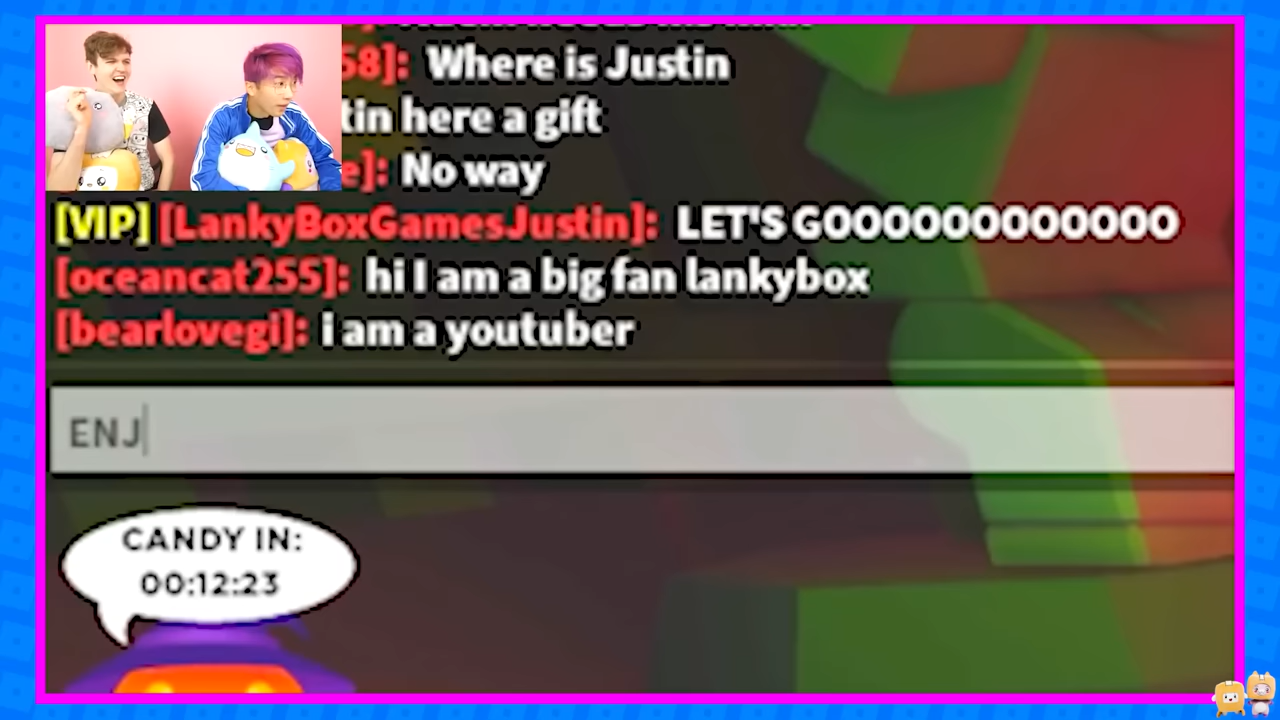 58]: Where is Justin
tin here a gift
e]: No way
[VIP] [LankyBoxGamesJustin]: LET'S GOOOOOOOOOOOOO
[oceancat255]: hi I am a big fan lankybox
[bearlovegi]: i am a youtuber
ENJ
CANDY IN:
00:12:23